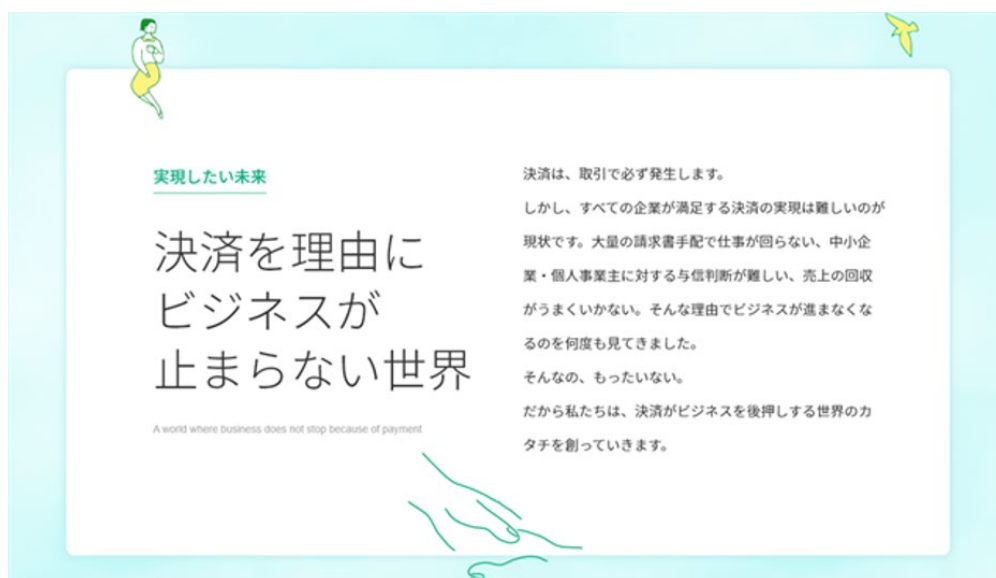 実現したい未来
決済を理由に
ビジネスが
止まらない世界
A world where business does not stop because of payment
決済は、取引で必ず発生します。
しかし、すべての企業が満足する決済の実現は難しいのが
現状です。大量の請求書手配で仕事が回らない、中小企
業・個人事業主に対する与信判断が難しい、売上の回収
がうまくいかない。そんな理由でビジネスが進まなくな
るのを何度も見てきました。
そんなの、もったいない。
だから私たちは、決済がビジネスを後押しする世界のカ
タチを創っていきます。